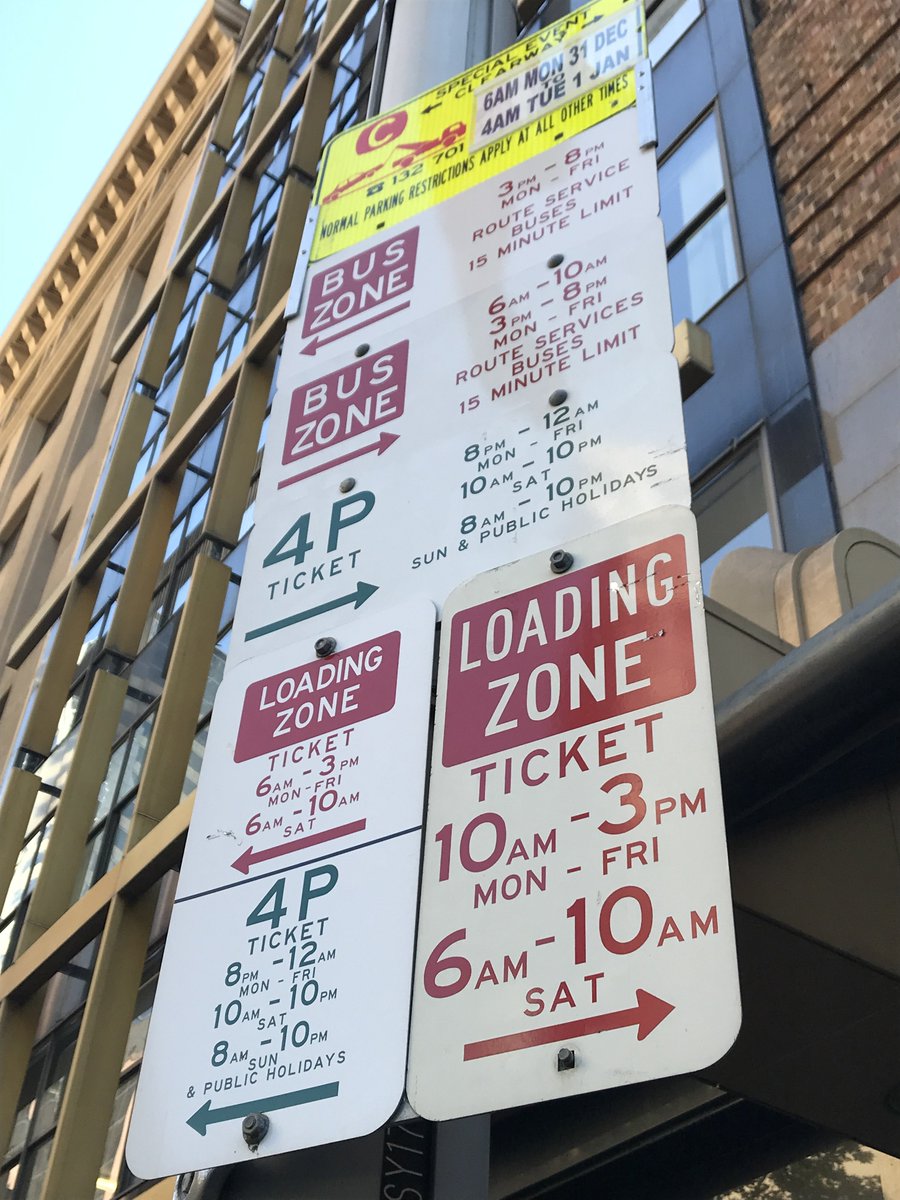 SPECIAL EVENT
CLEARWAY
6AM MON 31 DEC
TO
4AM TUE 1 JAN
C
132 701
NORMAL PARKING RESTRICTIONS APPLY AT ALL OTHER TIMES
BUS
ZONE
3PM - 8PM
MON - FRI
ROUTE SERVICE
BUSES
15 MINUTE LIMIT
BUS
ZONE
6AM - 10AM
3PM - 8PM
MON - FRI
ROUTE SERVICES
BUSES
15 MINUTE LIMIT
4P
TICKET
8PM - 12AM
MON - FRI
10AM - 10PM
SAT
8AM - 10PM
SUN & PUBLIC HOLIDAYS
LOADING
ZONE
TICKET
6AM - 3PM
MON-FRI
6AM - 10AM
SAT
4P
TICKET
8PM - 12AM
MON - FRI
10AM - 10PM
SAT
8AM - 10PM
SUN
& PUBLIC HOLIDAYS
LOADING
ZONE
TICKET
10AM - 3PM
MON - FRI
6AM - 10AM
SAT